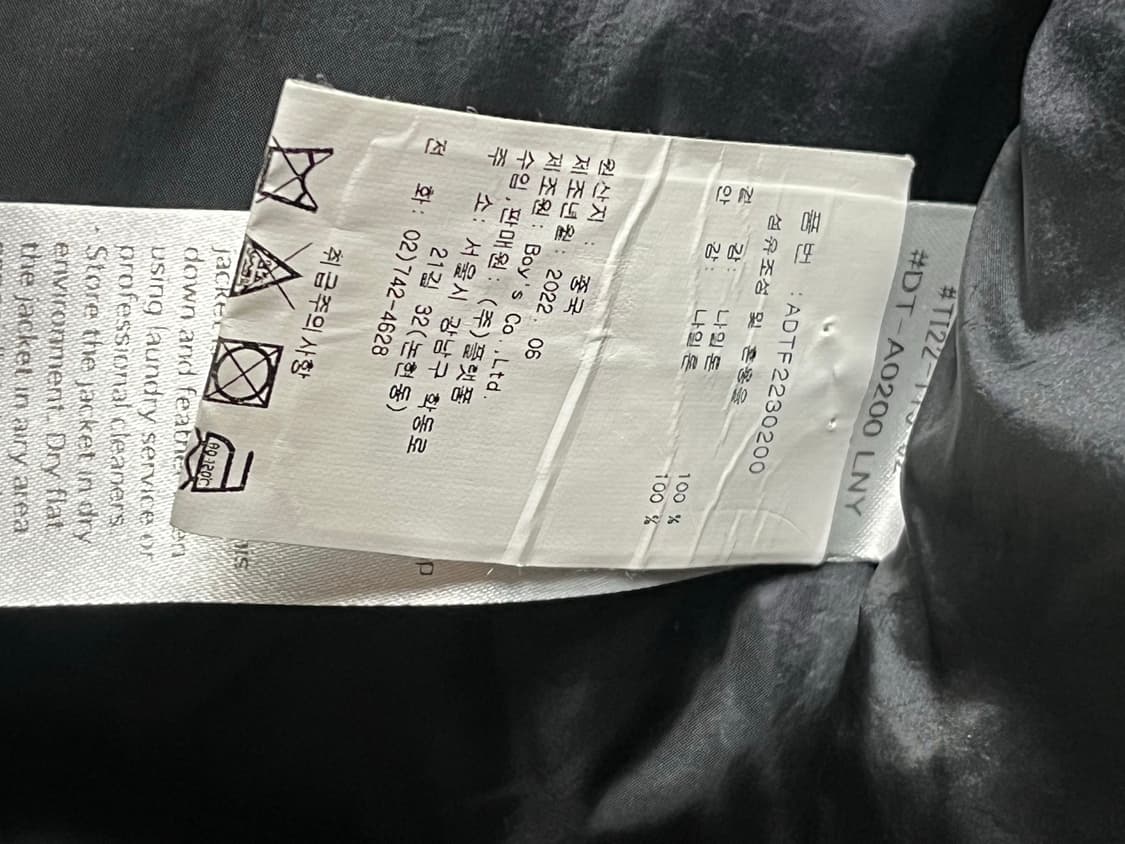 #DT-A0200 LNY
품번 : ADTF2230200
섬유조성 및 혼용율
겉 감: 나일론 100 %
안 감: 나일론 100 %
원산지 : 중국
제조년월: 2022. 06
제조원: Boy's Co.,Ltd.
수입.판매원: (주)플랫폼
주 소: 서울시 강남구 학동로
21길 32(논현동)
전 화: 02)742-4628
취급주의사항
약 120℃
down and
using laundry service or
professional cleaners.
· Store the jacket in dry
environment. Dry flat
the jacket in any area